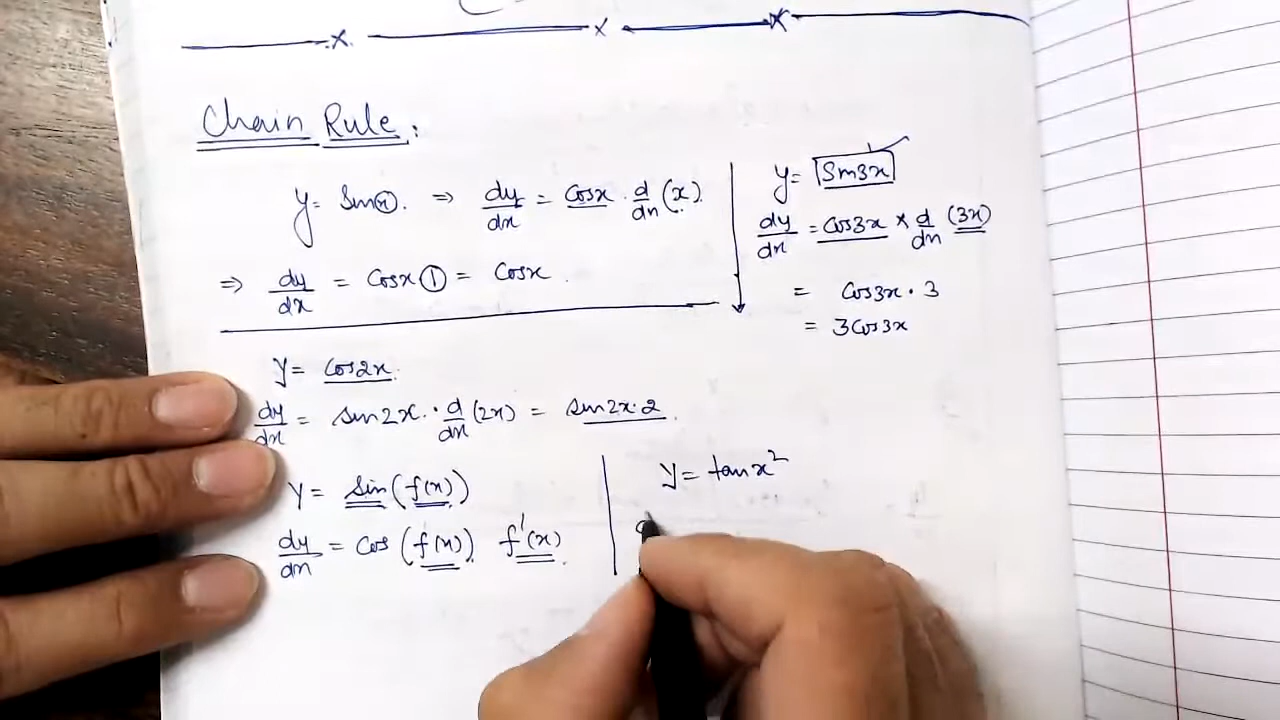 Chain Rule :
y = Sin(x). ⇒ dy/dx = Cosx · d/dx (x).
⇒ dy/dx = Cosx (1) = Cosx .
y = Sin3x
dy/dx = Cos3x × d/dx (3x)
= Cos3x · 3
= 3Cos3x
y = Cos2x.
dy/dx = Sin2x · d/dx (2x) = Sin2x·2 .
y = Sin (f(x))
dy/dx = Cos (f(x)) f'(x) .
y = tan x²